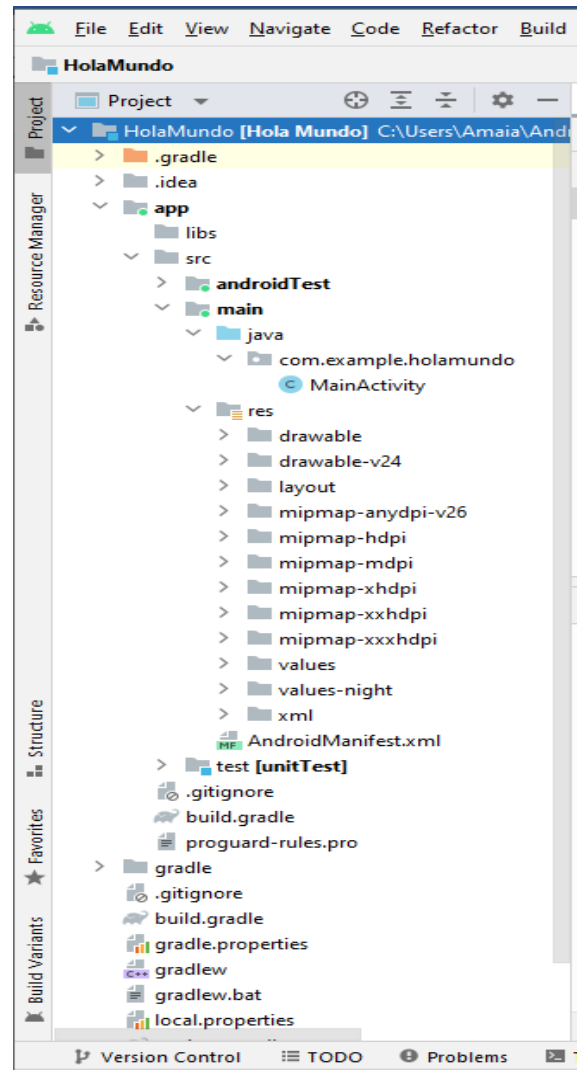 File Edit View Navigate Code Refactor Build
HolaMundo
Project
HolaMundo [Hola Mundo] C:\Users\Amaia\Andr
.gradle
.idea
app
libs
src
androidTest
main
java
com.example.holamundo
C MainActivity
res
drawable
drawable-v24
layout
mipmap-anydpi-v26
mipmap-hdpi
mipmap-mdpi
mipmap-xhdpi
mipmap-xxhdpi
mipmap-xxxhdpi
values
values-night
xml
MF AndroidManifest.xml
test [unitTest]
.gitignore
build.gradle
proguard-rules.pro
gradle
.gitignore
build.gradle
gradle.properties
C++ gradlew
gradlew.bat
local.properties
Project
Resource Manager
Structure
Favorites
Build Variants
Version Control TODO Problems